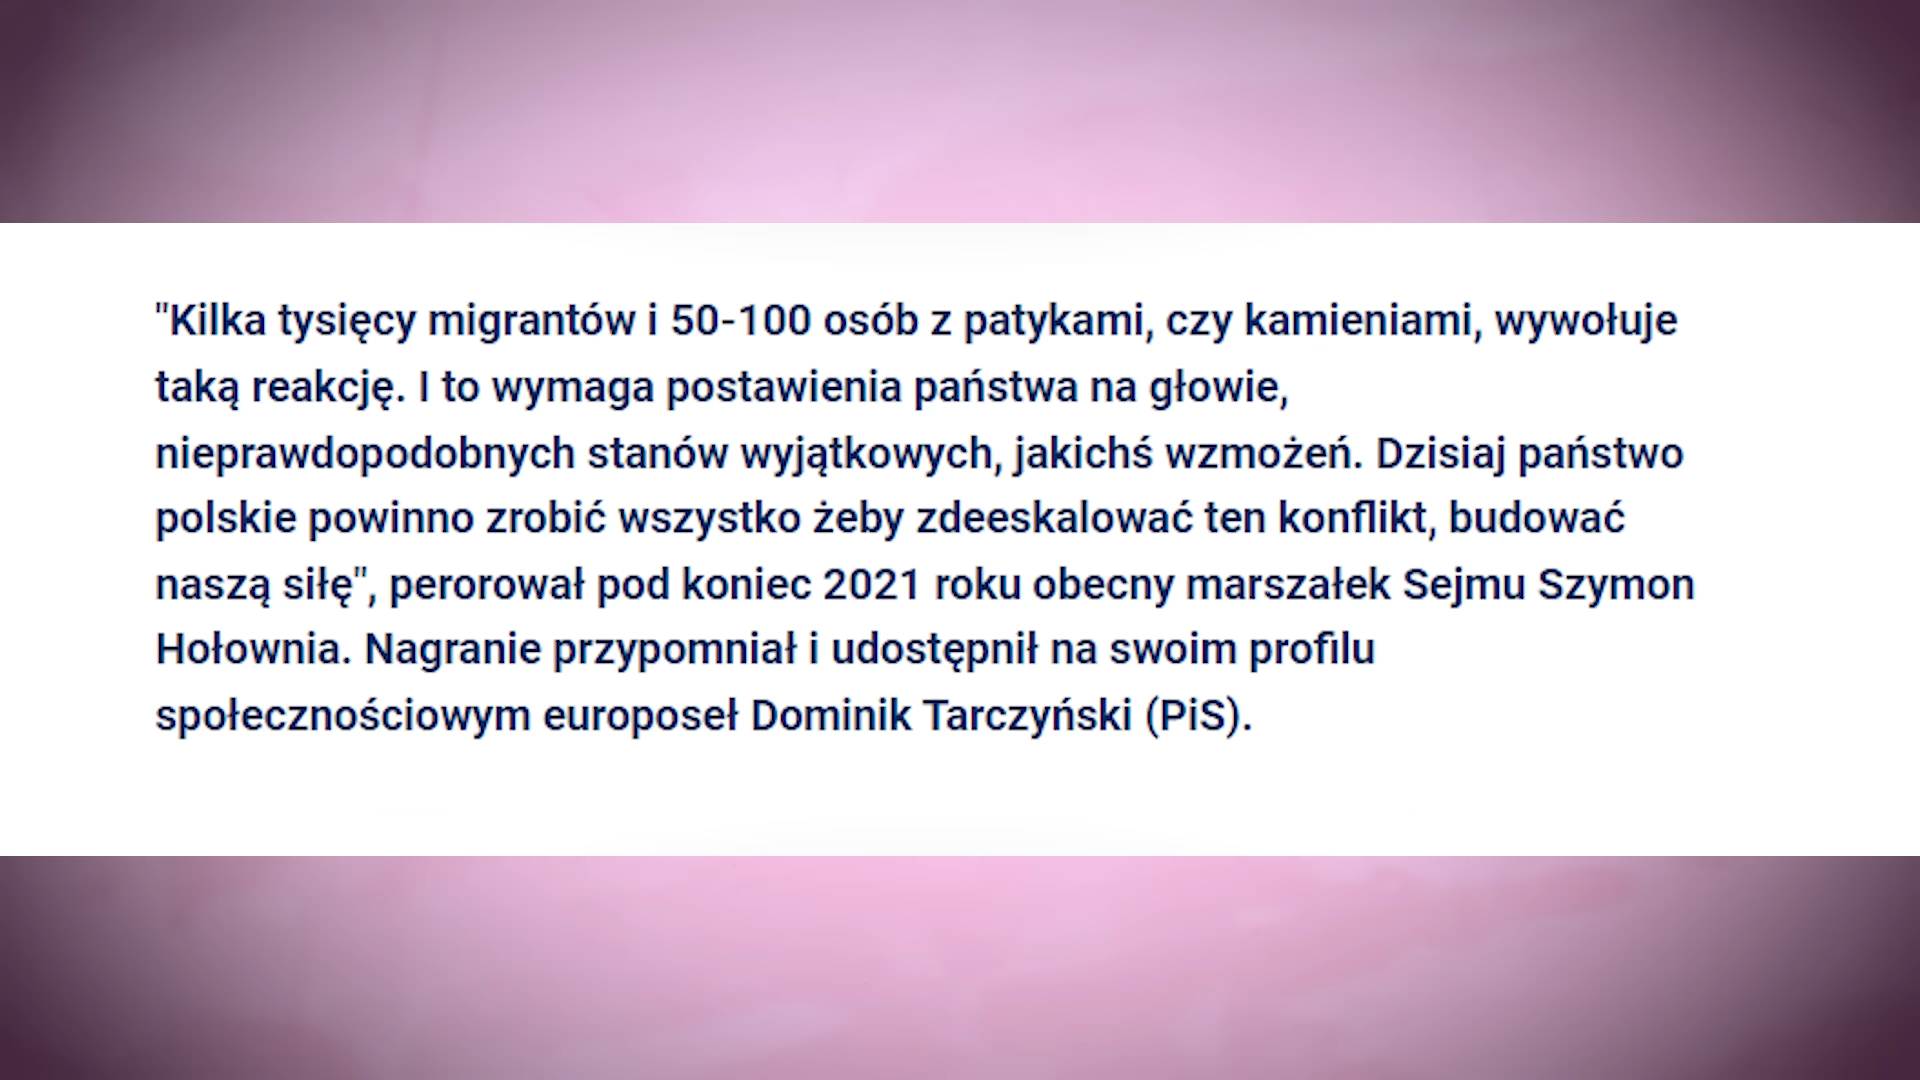 "Kilka tysięcy migrantów i 50-100 osób z patykami, czy kamieniami, wywołuje
taką reakcję. I to wymaga postawienia państwa na głowie,
nieprawdopodobnych stanów wyjątkowych, jakichś wzmożeń. Dzisiaj państwo
polskie powinno zrobić wszystko żeby zdeeskalować ten konflikt, budować
naszą siłę", perorował pod koniec 2021 roku obecny marszałek Sejmu Szymon
Hołownia. Nagranie przypomniał i udostępnił na swoim profilu
społecznościowym europoseł Dominik Tarczyński (PiS).